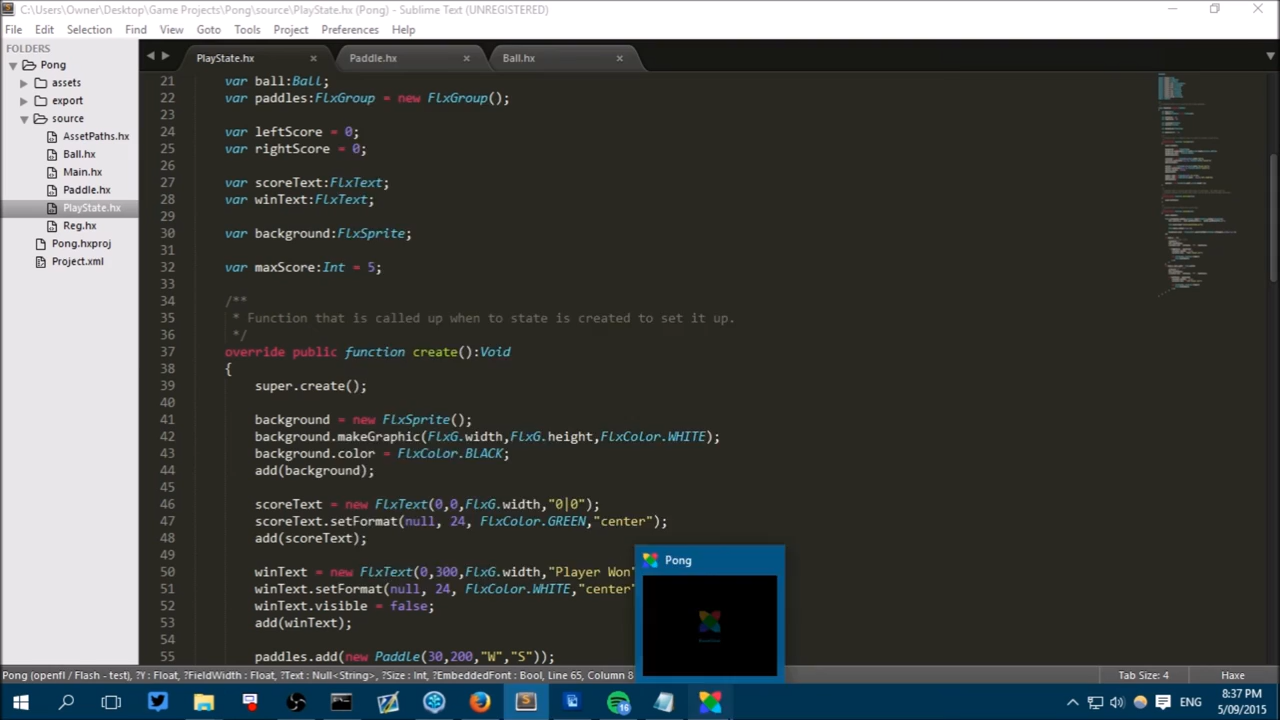 C:\Users\Owner\Desktop\Game Projects\Pong\source\PlayState.hx (Pong) - Sublime Text (UNREGISTERED)
File Edit Selection Find View Goto Tools Project Preferences Help
FOLDERS
Pong
assets
export
source
AssetPaths.hx
Ball.hx
Main.hx
Paddle.hx
PlayState.hx
Reg.hx
Pong.hxproj
Project.xml
PlayState.hx × Paddle.hx × Ball.hx ×
21 var ball:Ball;
22 var paddles:FlxGroup = new FlxGroup();
23
24 var leftScore = 0;
25 var rightScore = 0;
26
27 var scoreText:FlxText;
28 var winText:FlxText;
29
30 var background:FlxSprite;
31
32 var maxScore:Int = 5;
33
34 /**
35 * Function that is called up when to state is created to set it up.
36 */
37 override public function create():Void
38 {
39 super.create();
40
41 background = new FlxSprite();
42 background.makeGraphic(FlxG.width,FlxG.height,FlxColor.WHITE);
43 background.color = FlxColor.BLACK;
44 add(background);
45
46 scoreText = new FlxText(0,0,FlxG.width,"0|0");
47 scoreText.setFormat(null, 24, FlxColor.GREEN,"center");
48 add(scoreText);
49
50 winText = new FlxText(0,300,FlxG.width,"Player Won"
51 winText.setFormat(null, 24, FlxColor.WHITE,"center"
52 winText.visible = false;
53 add(winText);
54
55 paddles.add(new Paddle(30,200,"W","S"));
Pong
Pong (openfl / Flash - test), ?Y : Float, ?FieldWidth : Float, ?Text : Null<String>, ?Size : Int, ?EmbeddedFont : Bool, Line 65, Column 8
Tab Size: 4 Haxe
16
ENG
8:37 PM
5/09/2015